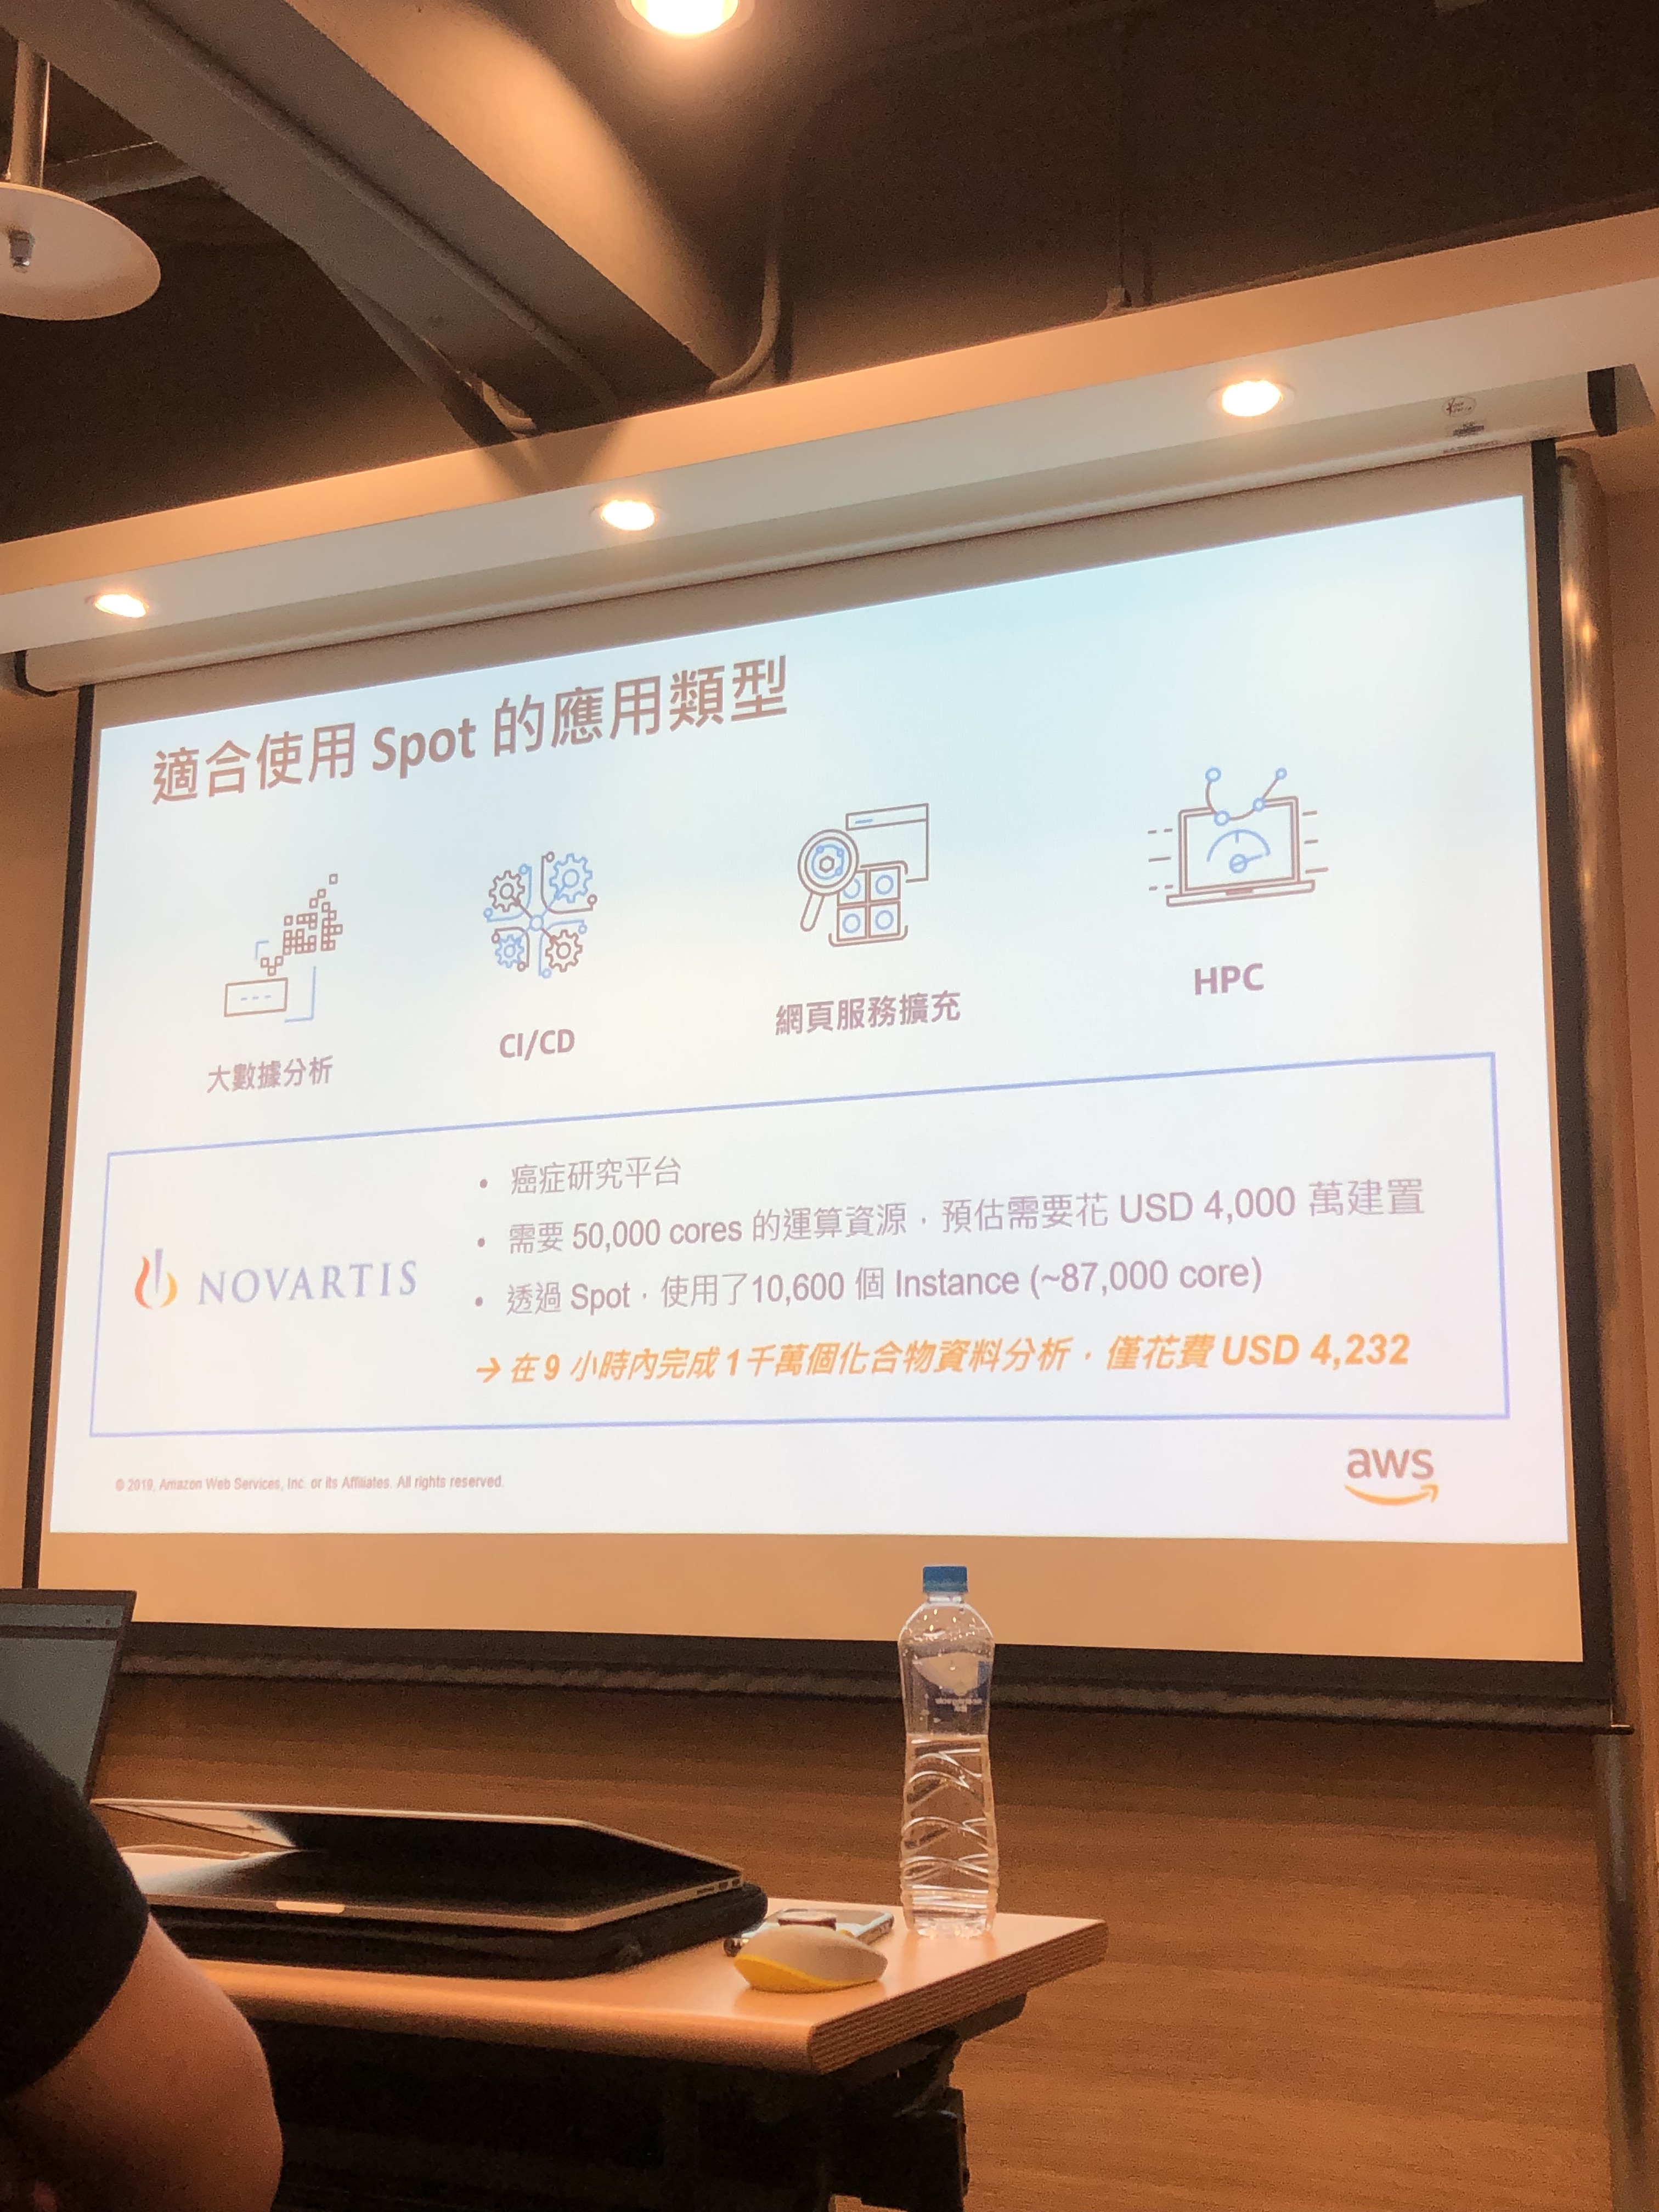 適合使用 Spot 的應用類型
大數據分析
CI/CD
網頁服務擴充
HPC
NOVARTIS
• 癌症研究平台
• 需要 50,000 cores 的運算資源，預估需要花 USD 4,000 萬建置
• 透過 Spot，使用了10,600 個 Instance (~87,000 core)
→ 在 9 小時內完成 1千萬個化合物資料分析，僅花費 USD 4,232
© 2019, Amazon Web Services, Inc. or its Affiliates. All rights reserved.
aws